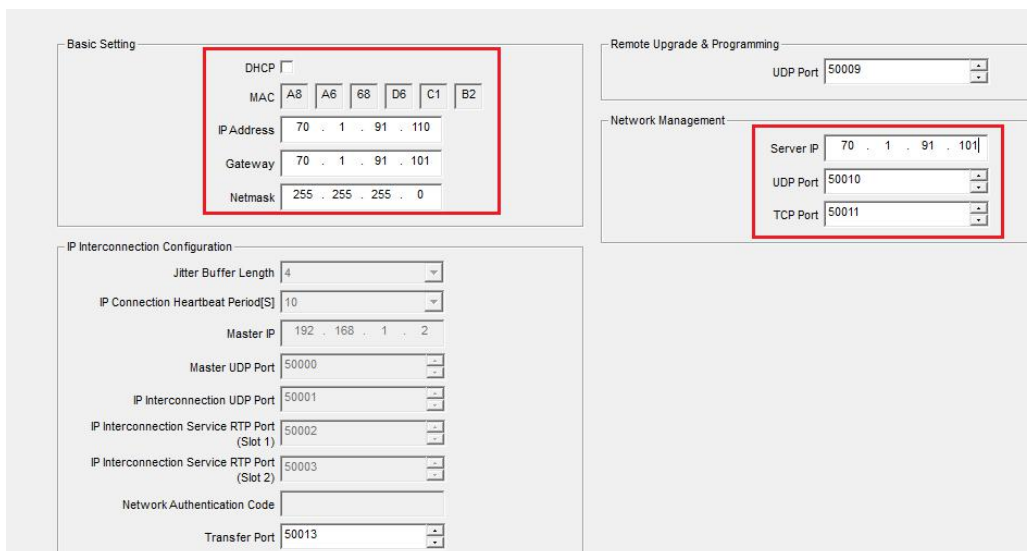 Basic Setting
DHCP
MAC A8 A6 68 D6 C1 B2
IP Address 70 . 1 . 91 . 110
Gateway 70 . 1 . 91 . 101
Netmask 255 . 255 . 255 . 0
IP Interconnection Configuration
Jitter Buffer Length 4
IP Connection Heartbeat Period[S] 10
Master IP 192 . 168 . 1 . 2
Master UDP Port 50000
IP Interconnection UDP Port 50001
IP Interconnection Service RTP Port
(Slot 1) 50002
IP Interconnection Service RTP Port
(Slot 2) 50003
Network Authentication Code
Transfer Port 50013
Remote Upgrade & Programming
UDP Port 50009
Network Management
Server IP 70 . 1 . 91 . 101
UDP Port 50010
TCP Port 50011